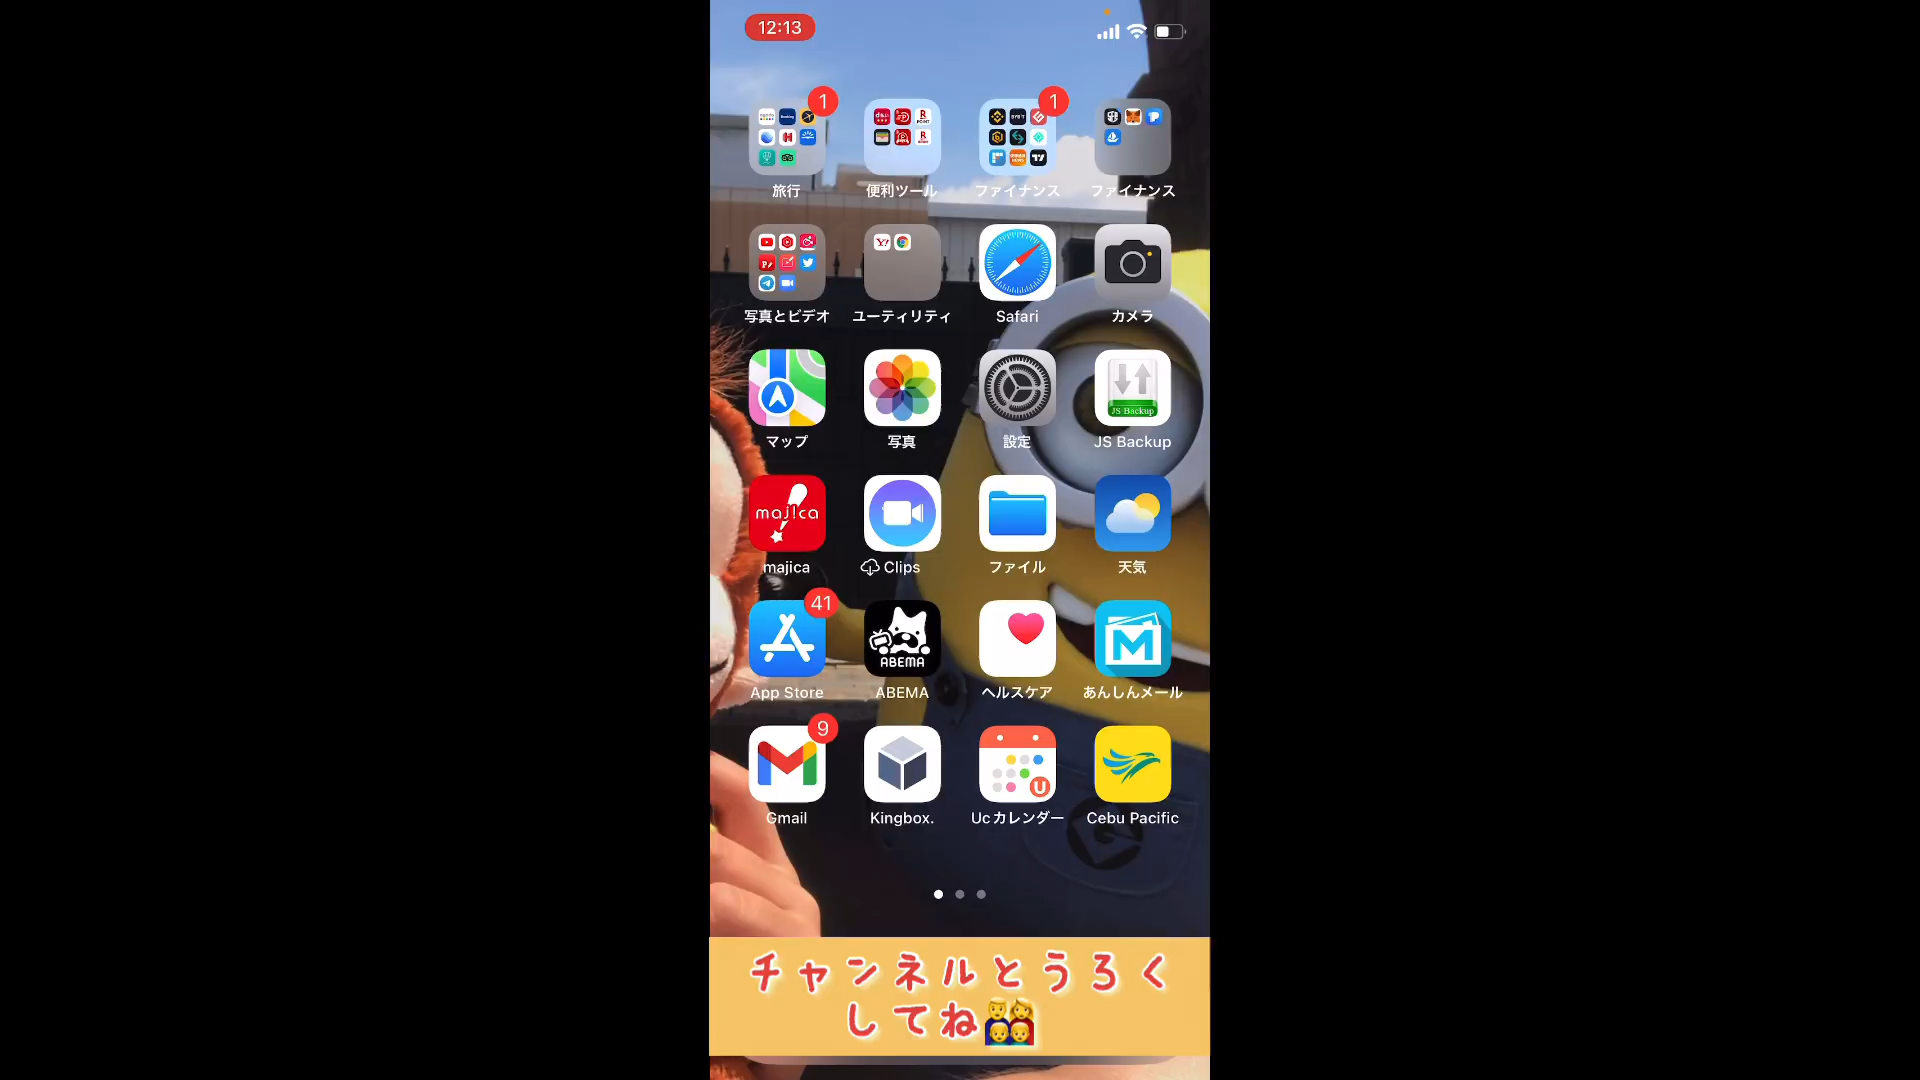 12:13
1
1
旅行
便利ツール
ファイナンス
ファイナンス
写真とビデオ
ユーティリティ
Safari
カメラ
JS Backup
マップ
写真
設定
JS Backup
maj!ca
majica
Clips
ファイル
天気
41
ABEMA
App Store
ABEMA
ヘルスケア
あんしんメール
9
Gmail
Kingbox.
Ucカレンダー
Cebu Pacific
チャンネルとうろく
してね